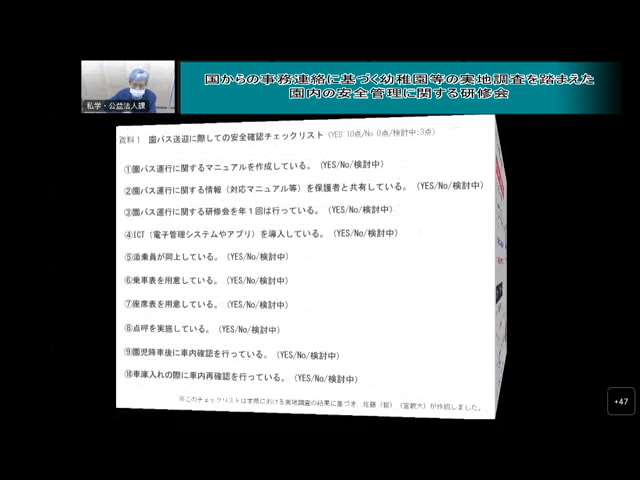 国からの事務連絡に基づく幼稚園等の実地調査を踏まえた
園内の安全管理に関する研修会
私学・公益法人課
資料１ 園バス送迎に際しての安全確認チェックリスト（YES 10点/No 0点/検討中:3点）
①園バス運行に関するマニュアルを作成している。（YES/No/検討中）
②園バス運行に関する情報（対応マニュアル等）を保護者と共有している。（YES/No/検討中）
③園バス運行に関する研修会を年１回は行っている。（YES/No/検討中）
④ICT（電子管理システムやアプリ）を導入している。（YES/No/検討中）
⑤添乗員が同上している。（YES/No/検討中）
⑥乗車表を用意している。（YES/No/検討中）
⑦座席表を用意している。（YES/No/検討中）
⑧点呼を実施している。（YES/No/検討中）
⑨園児降車後に車内確認を行っている。（YES/No/検討中）
⑩車庫入れの際に車内再確認を行っている。（YES/No/検討中）
※このチェックリストは本県における実地調査の結果に基づき、佐藤（哲）（宮教大）が作成しました。
+47